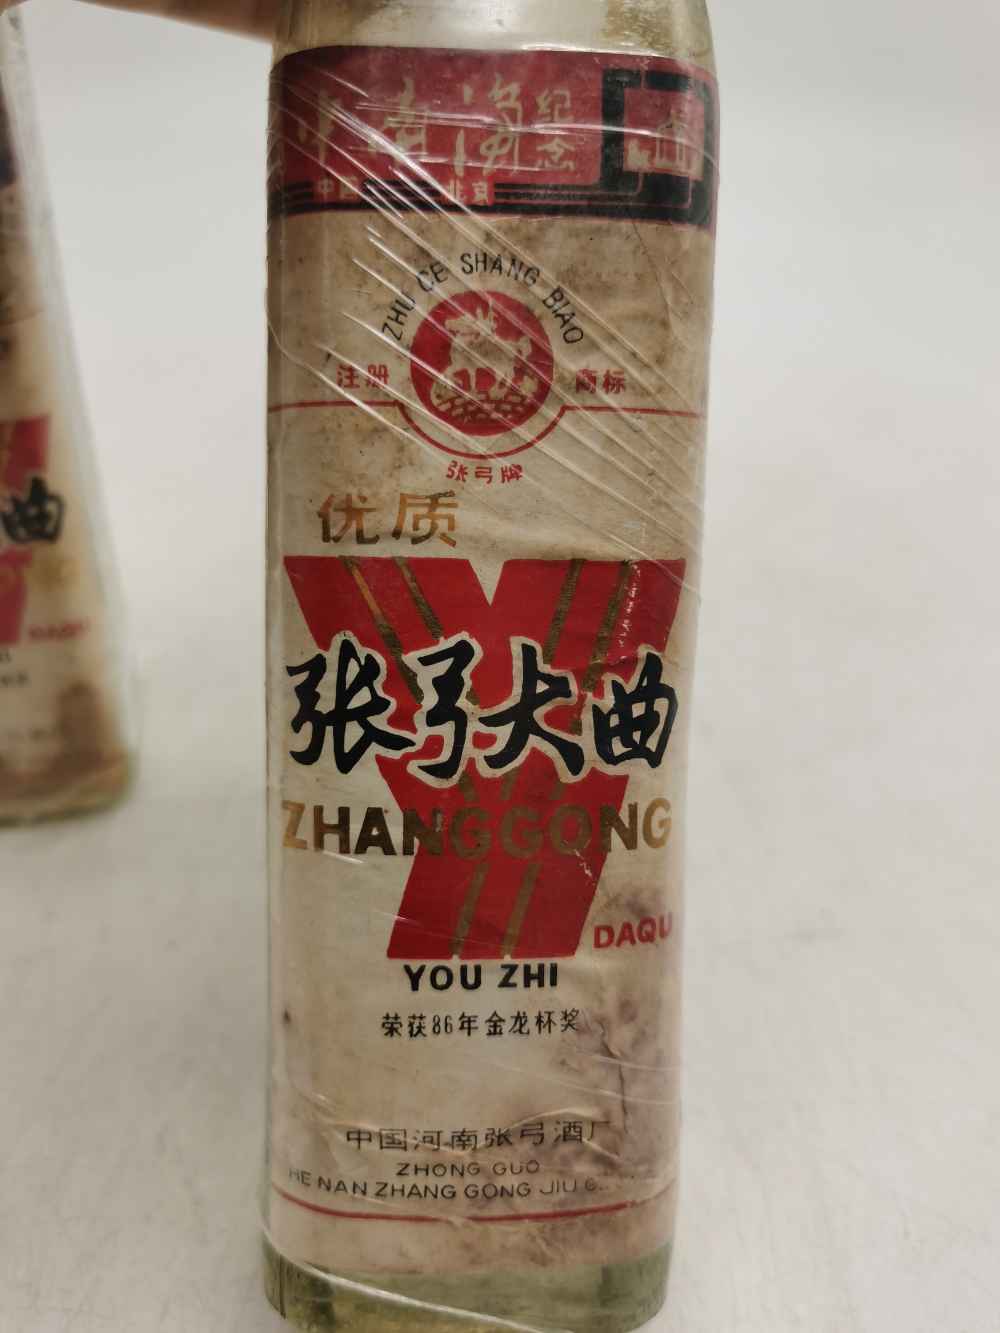 中南海纪念
中国 北京
ZHU CE SHANG BIAO
注册 商标
张弓牌
优质
张弓大曲
ZHANGGONG
DAQU
YOU ZHI
荣获86年金龙杯奖
中国河南张弓酒厂
ZHONG GUO
HE NAN ZHANG GONG JIU
曲
DAQU